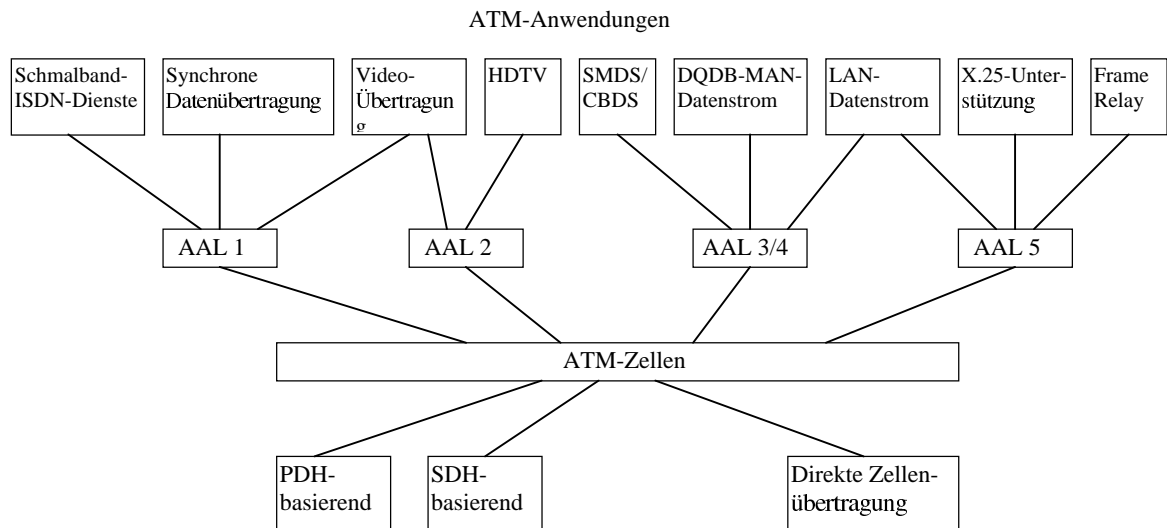 ATM-Anwendungen
Schmalband-
ISDN-Dienste
Synchrone
Datenübertragung
Video-
Übertragun
g
HDTV
SMDS/
CBDS
DQDB-MAN-
Datenstrom
LAN-
Datenstrom
X.25-Unter-
stützung
Frame
Relay
AAL 1
AAL 2
AAL 3/4
AAL 5
ATM-Zellen
PDH-
basierend
SDH-
basierend
Direkte Zellen-
übertragung